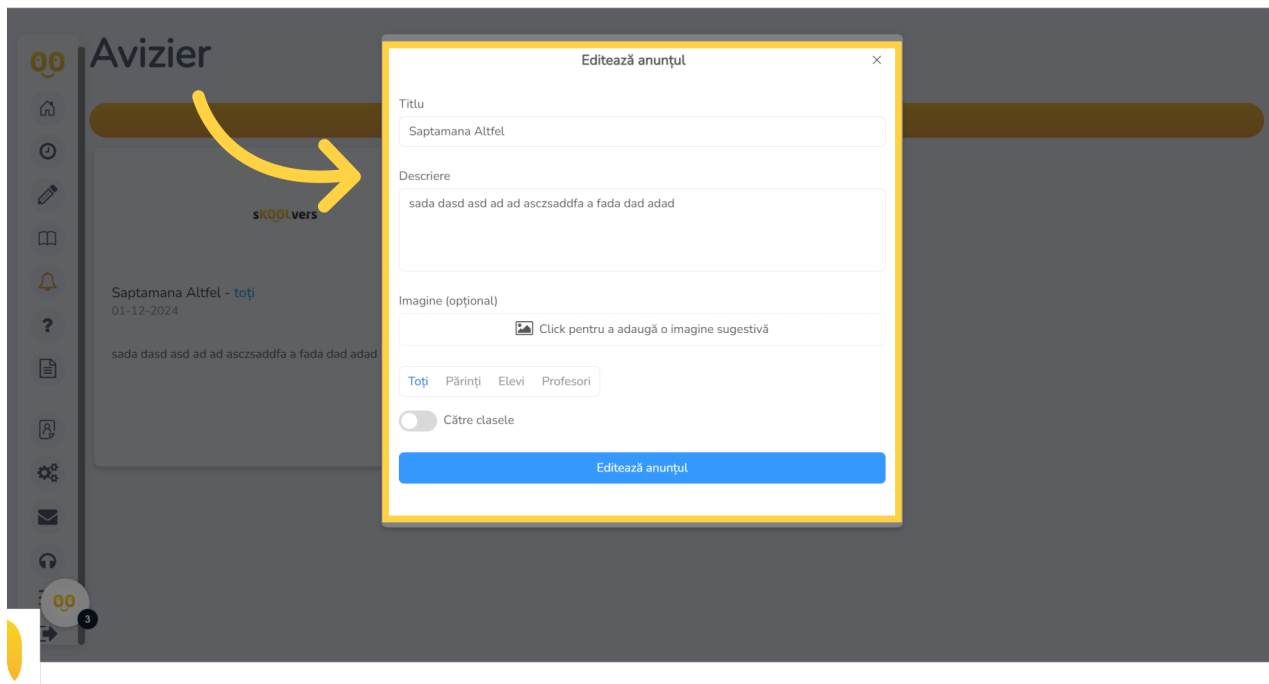 Avizier
Editează anunțul
Titlu
Saptamana Altfel
Descriere
sada dasd asd ad ad asczsaddfa a fada dad adad
Imagine (opțional)
Click pentru a adaugă o imagine sugestivă
Toți Părinți Elevi Profesori
Către clasele
Editează anunțul
sKOOLvers
Saptamana Altfel - toți
01-12-2024
sada dasd asd ad ad asczsaddfa a fada dad adad
?
3